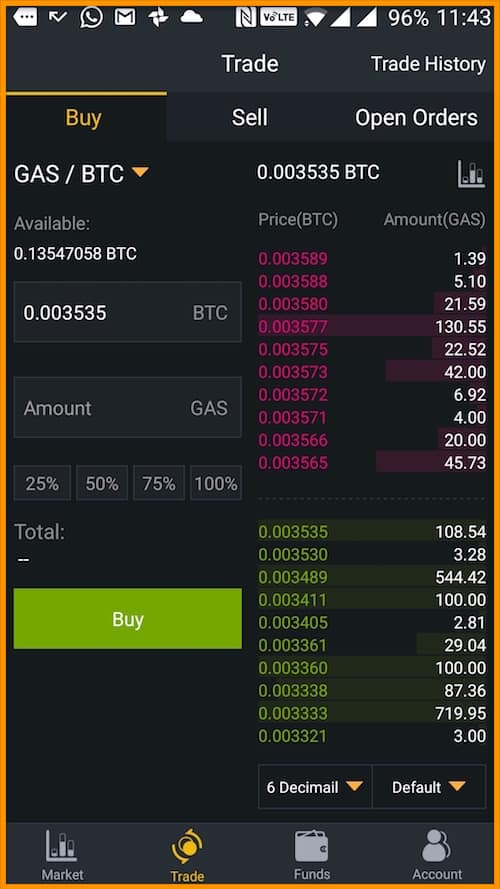 VoLTE 96% 11:43
Trade Trade History
Buy Sell Open Orders
GAS / BTC 0.003535 BTC
Available: Price(BTC) Amount(GAS)
0.13547058 BTC
0.003589 1.39
0.003588 5.10
0.003535 BTC 0.003580 21.59
0.003577 130.55
0.003575 22.52
0.003573 42.00
0.003572 6.92
Amount GAS 0.003571 4.00
0.003566 20.00
0.003565 45.73
25% 50% 75% 100%
Total: 0.003535 108.54
-- 0.003530 3.28
0.003489 544.42
0.003411 100.00
Buy 0.003405 2.81
0.003361 29.04
0.003360 100.00
0.003338 87.36
0.003333 719.95
0.003321 3.00
6 Decimail Default
Market Trade Funds Account